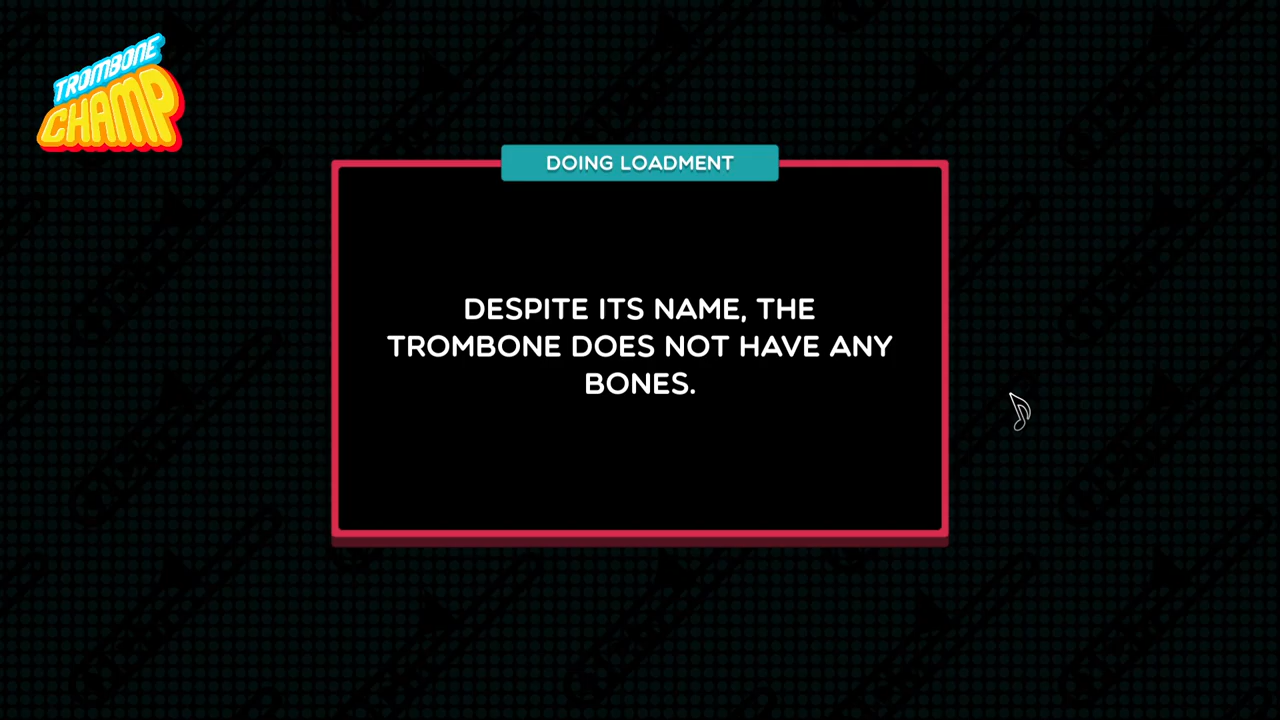 TROMBONE
CHAMP
DOING LOADMENT
DESPITE ITS NAME, THE
TROMBONE DOES NOT HAVE ANY
BONES.